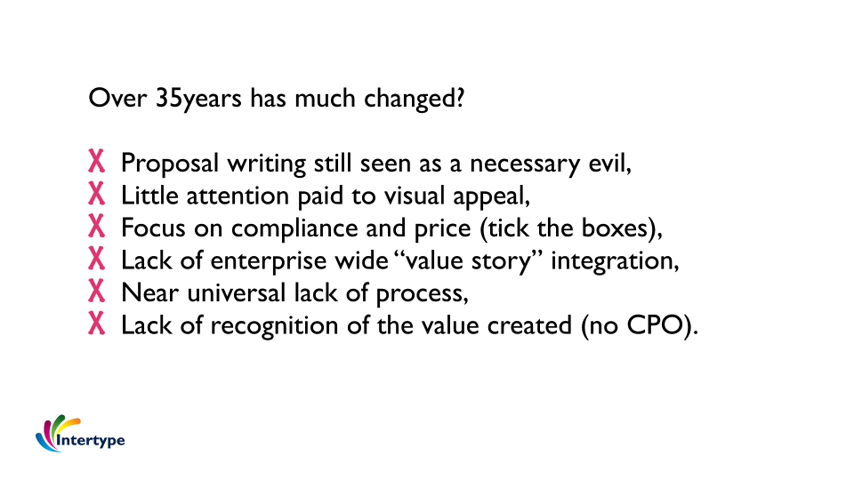 Over 35years has much changed?
X Proposal writing still seen as a necessary evil,
X Little attention paid to visual appeal,
X Focus on compliance and price (tick the boxes),
X Lack of enterprise wide “value story” integration,
X Near universal lack of process,
X Lack of recognition of the value created (no CPO).
Intertype